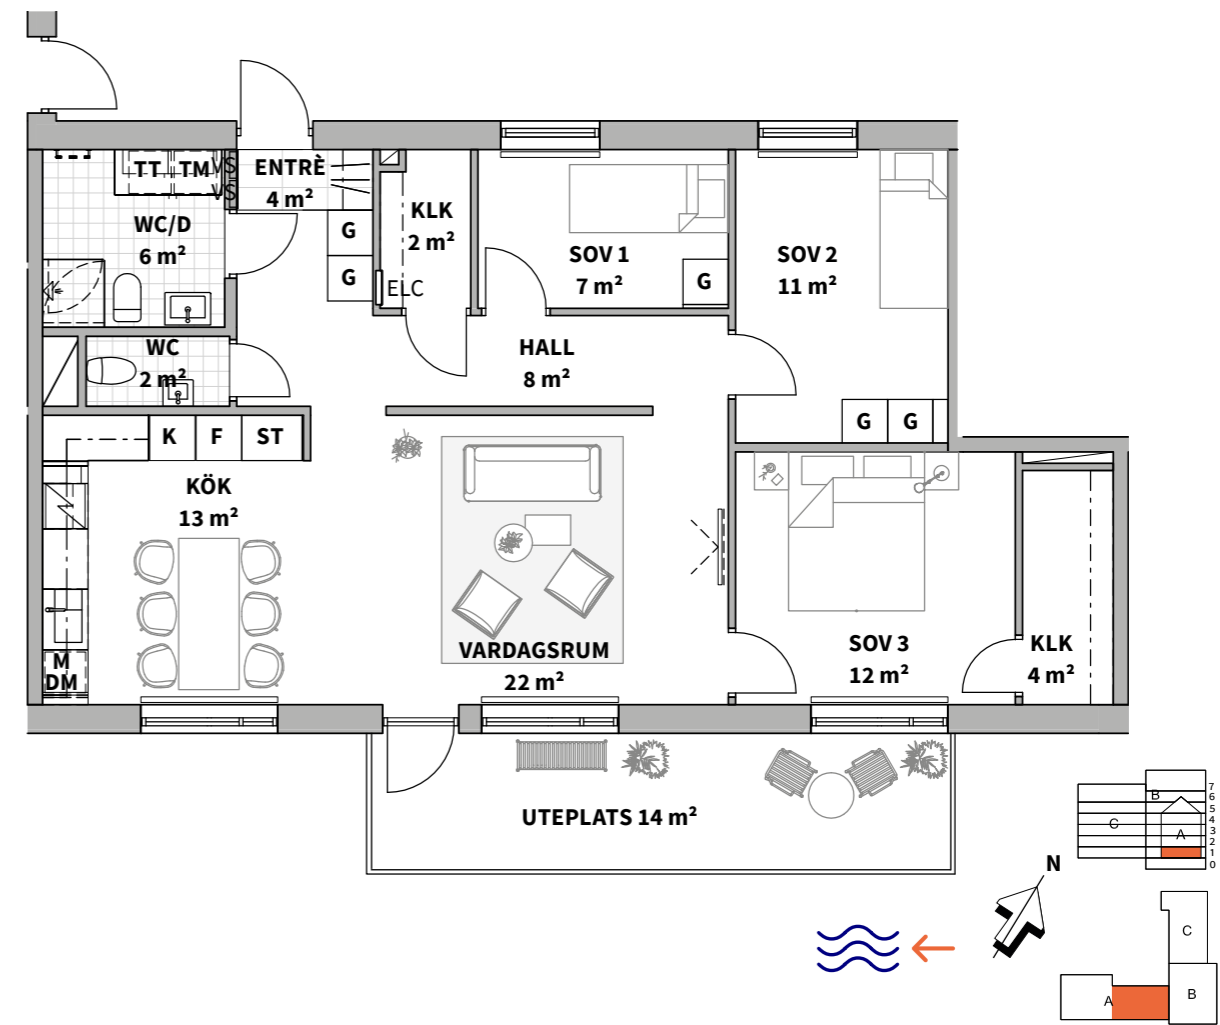 TT
TM
VS
VS
ENTRÈ
4 m²
WC/D
6 m²
G
G
KLK
2 m²
ELC
SOV 1
7 m²
G
SOV 2
11 m²
WC
2 m²
HALL
8 m²
G
G
K
F
ST
KÖK
13 m²
M
DM
VARDAGSRUM
22 m²
SOV 3
12 m²
KLK
4 m²
UTEPLATS 14 m²
B
C
A
7
6
5
4
3
2
1
0
N
C
A
B